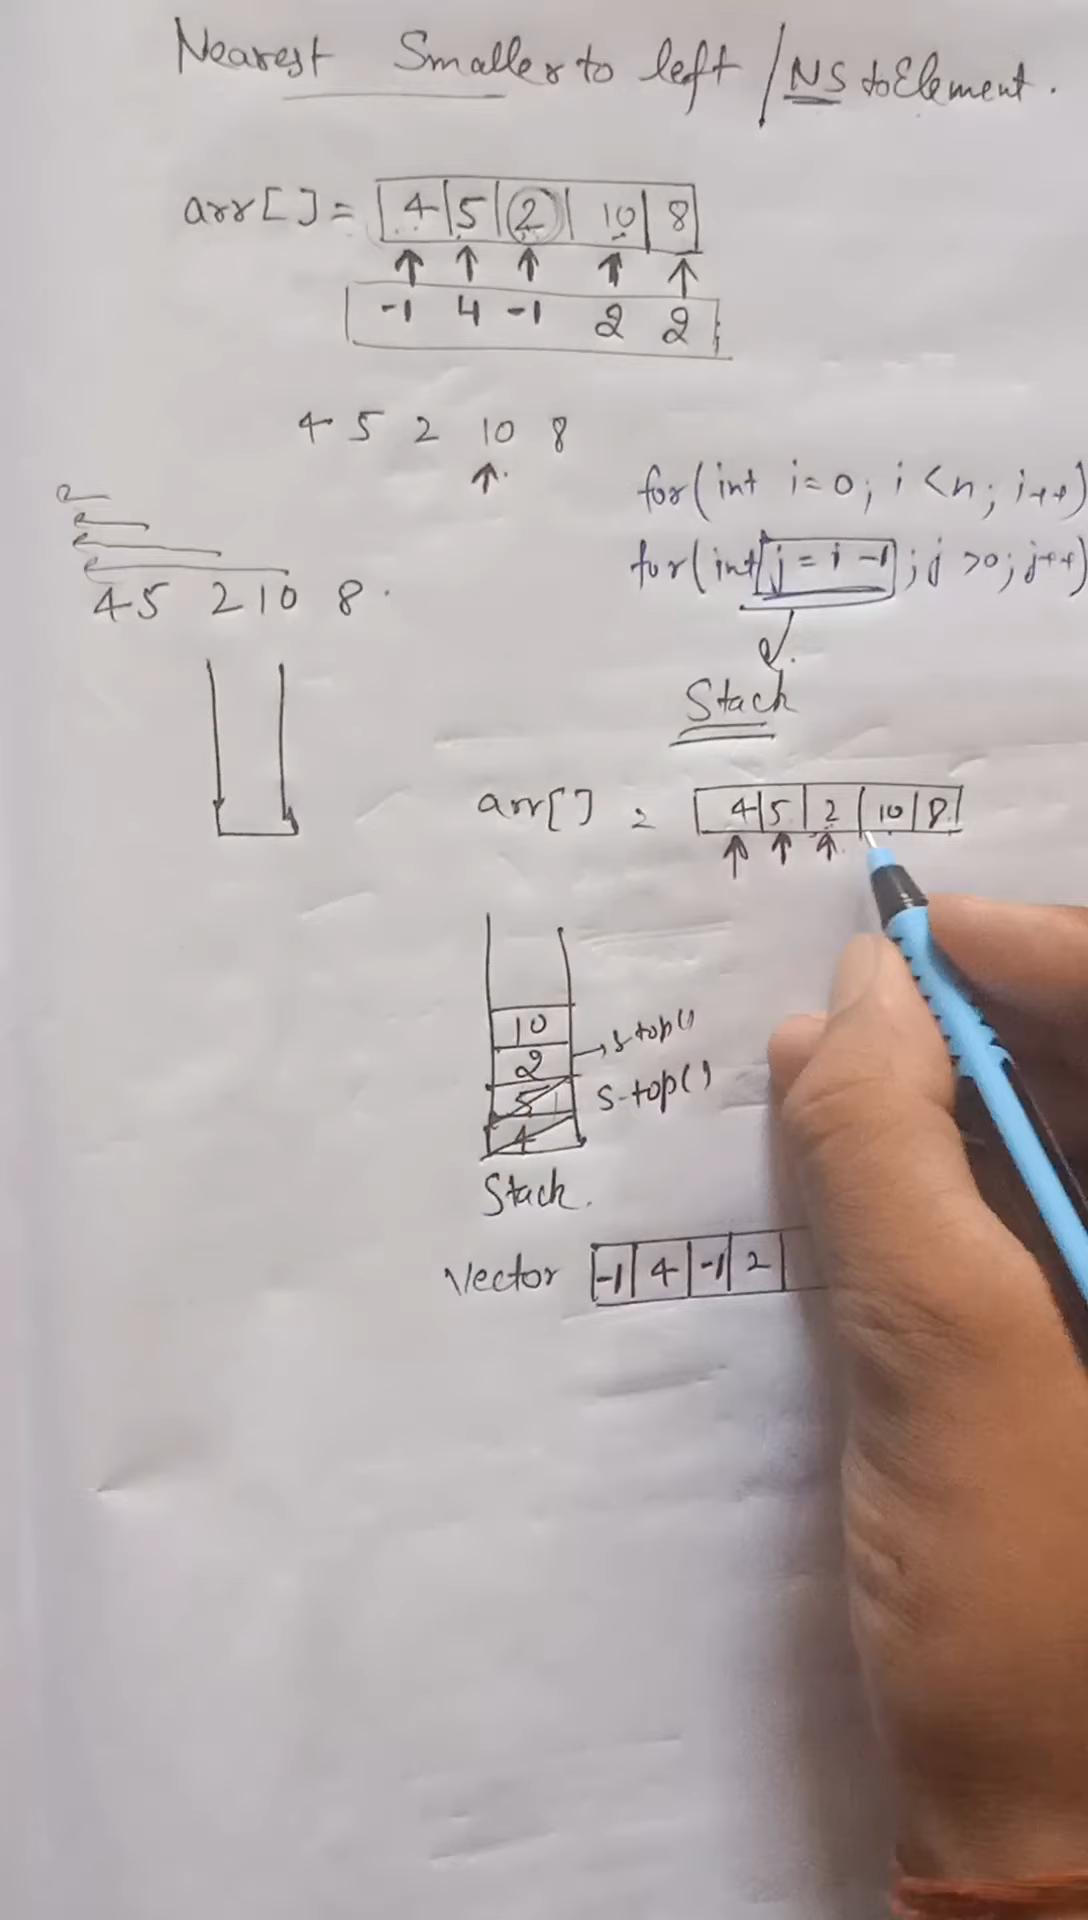 Nearest Smaller to left / NS to Element.
arr[] = 4 5 2 10 8
-1 4 -1 2 2
4 5 2 10 8
for(int i=0; i<n; i++)
for(int j=i-1; j>0; j++)
4 5 2 10 8
Stack
arr[] = 4 5 2 10 8
10
2 s.top()
5 s.top()
4
Stack.
Vector -1 4 -1 2